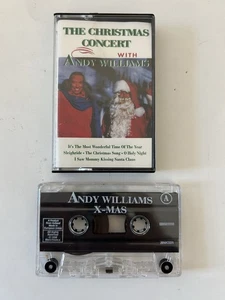 THE CHRISTMAS
CONCERT
WITH
ANDY WILLIAMS
It's The Most Wonderful Time Of The Year
Sleighride • The Christmas Song • O Holy Night
I Saw Mommy Kissing Santa Claus
ANDY WILLIAMS
X-MAS
A